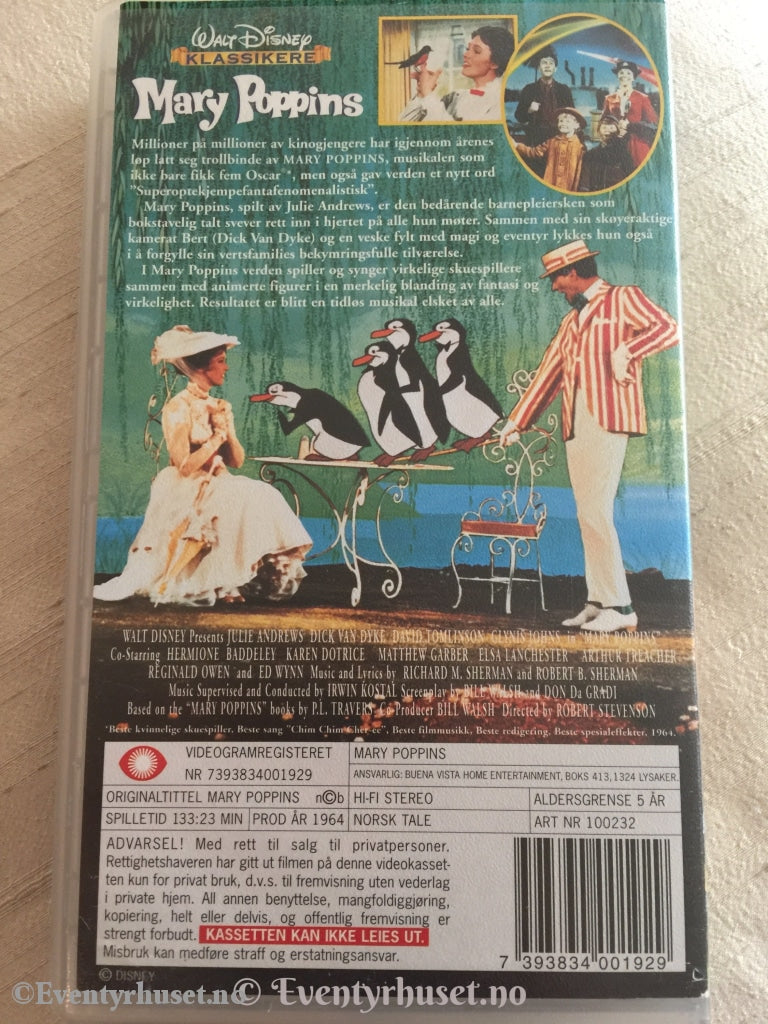 WALT DISNEY
KLASSIKERE
Mary Poppins
Millioner på millioner av kinogjengere har igjennom årenes
løp latt seg trollbinde av MARY POPPINS, musikalen som
ikke bare fikk fem Oscar®*, men også gav verden et nytt ord
"Superoptekjempefantafenomenalistisk".
Mary Poppins, spilt av Julie Andrews, er den bedårende barnepleiersken som
bokstavelig talt svever rett inn i hjertet på alle hun møter. Sammen med sin skøyeraktige
kamerat Bert (Dick Van Dyke) og en veske fylt med magi og eventyr lykkes hun også
i å forgylle sin vertsfamilies bekymringsfulle tilværelse.
I Mary Poppins verden spiller og synger virkelige skuespillere
sammen med animerte figurer i en merkelig blanding av fantasi og
virkelighet. Resultatet er blitt en tidløs musikal elsket av alle.
WALT DISNEY Presents JULIE ANDREWS DICK VAN DYKE DAVID TOMLINSON GLYNIS JOHNS in "MARY POPPINS"
Co-Starring HERMIONE BADDELEY KAREN DOTRICE MATTHEW GARBER ELSA LANCHESTER ARTHUR TREACHER
REGINALD OWEN and ED WYNN Music and Lyrics by RICHARD M. SHERMAN and ROBERT B. SHERMAN
Music Supervised and Conducted by IRWIN KOSTAL Screenplay by BILL WALSH and DON DA GRADI
Based on the "MARY POPPINS" books by P.L. TRAVERS Co-Producer BILL WALSH Directed by ROBERT STEVENSON
*Beste kvinnelige skuespiller. Beste sang "Chim Chim Cher-ee". Beste filmmusikk. Beste redigering. Beste spesialeffekter. 1964.
VIDEOGRAMREGISTERET
NR 7393834001929
MARY POPPINS
ANSVARLIG: BUENA VISTA HOME ENTERTAINMENT, BOKS 413, 1324 LYSAKER.
ORIGINALTITTEL MARY POPPINS n©b HI-FI STEREO ALDERSGRENSE 5 ÅR
SPILLETID 133:23 MIN PROD ÅR 1964 NORSK TALE ART NR 100232
ADVARSEL! Med rett til salg til privatpersoner.
Rettighetshaveren har gitt ut filmen på denne videokasset-
ten kun for privat bruk, d.v.s. til fremvisning uten vederlag
i private hjem. All annen benyttelse, mangfoldiggjøring,
kopiering, helt eller delvis, og offentlig fremvisning er
strengt forbudt. KASSETTEN KAN IKKE LEIES UT.
Misbruk kan medføre straff og erstatningsansvar.
7 393834 001929
© DISNEY
©Eventyrhuset.no © Eventyrhuset.no